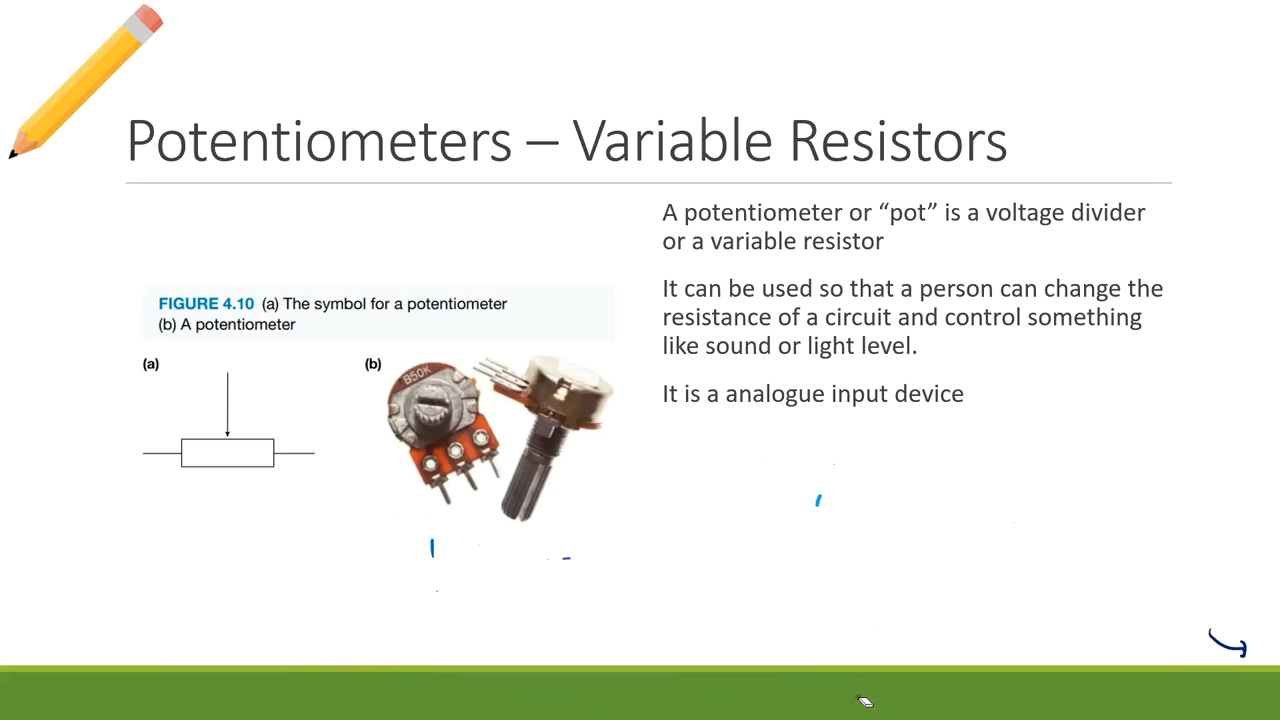 Potentiometers – Variable Resistors
A potentiometer or “pot” is a voltage divider
or a variable resistor
It can be used so that a person can change the
resistance of a circuit and control something
like sound or light level.
It is a analogue input device
FIGURE 4.10 (a) The symbol for a potentiometer
(b) A potentiometer
(a)
(b)
B50K